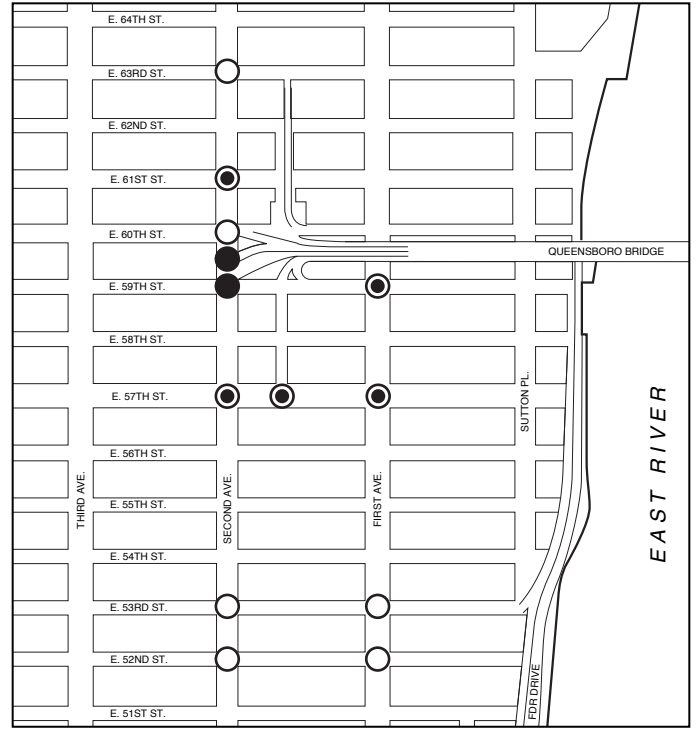 E. 64TH ST.
E. 63RD ST.
E. 62ND ST.
E. 61ST ST.
E. 60TH ST.
QUEENSBORO BRIDGE
E. 59TH ST.
E. 58TH ST.
E. 57TH ST.
SUTTON PL.
EAST RIVER
E. 56TH ST.
THIRD AVE.
SECOND AVE.
FIRST AVE.
E. 55TH ST.
E. 54TH ST.
E. 53RD ST.
E. 52ND ST.
FDR DRIVE
E. 51ST ST.